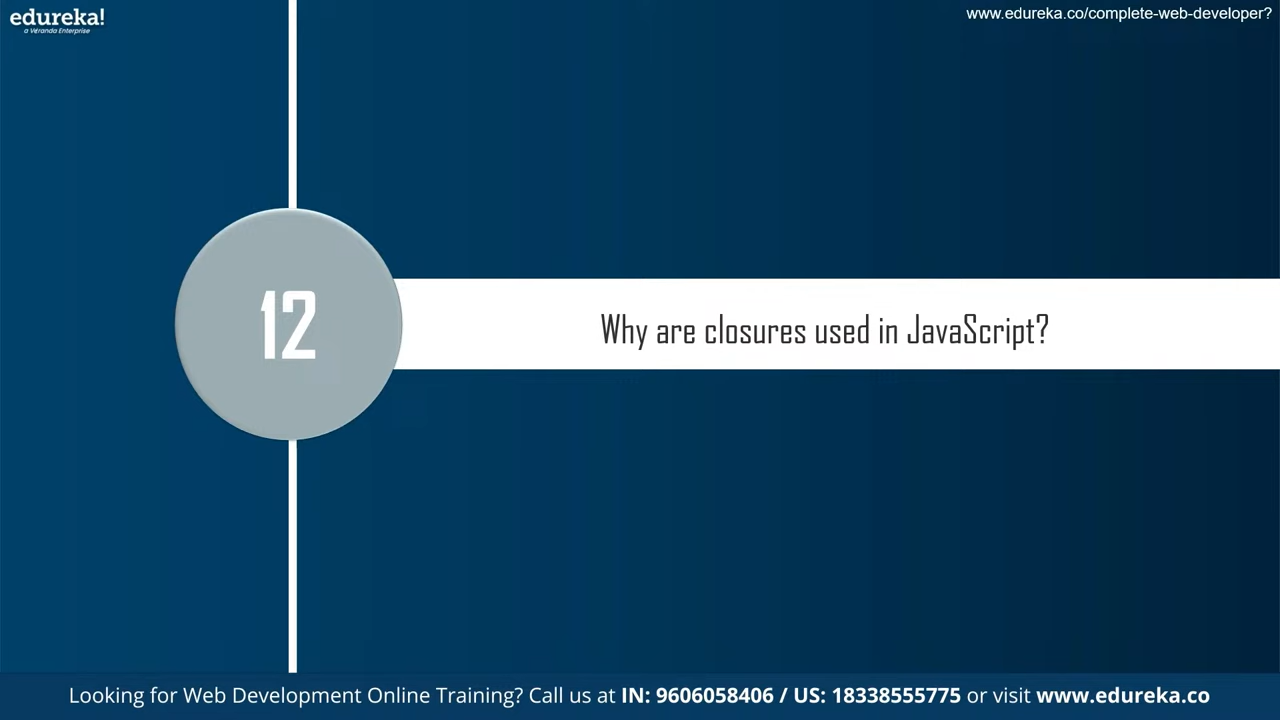 edureka!
a Veranda Enterprise
www.edureka.co/complete-web-developer?
12
Why are closures used in JavaScript?
Looking for Web Development Online Training? Call us at IN: 9606058406 / US: 18338555775 or visit www.edureka.co